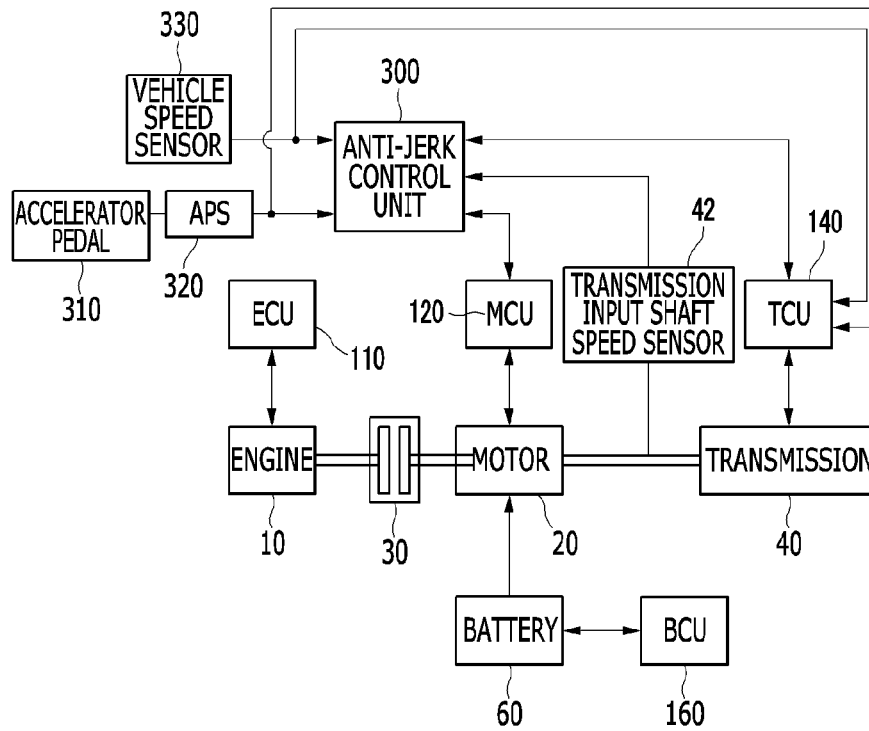 330
VEHICLE
SPEED
SENSOR
300
ANTI-JERK
CONTROL
UNIT
ACCELERATOR
PEDAL
310
APS
320
42
TRANSMISSION
INPUT SHAFT
SPEED SENSOR
140
TCU
ECU
110
120
MCU
ENGINE
10
30
MOTOR
20
TRANSMISSION
40
BATTERY
60
BCU
160